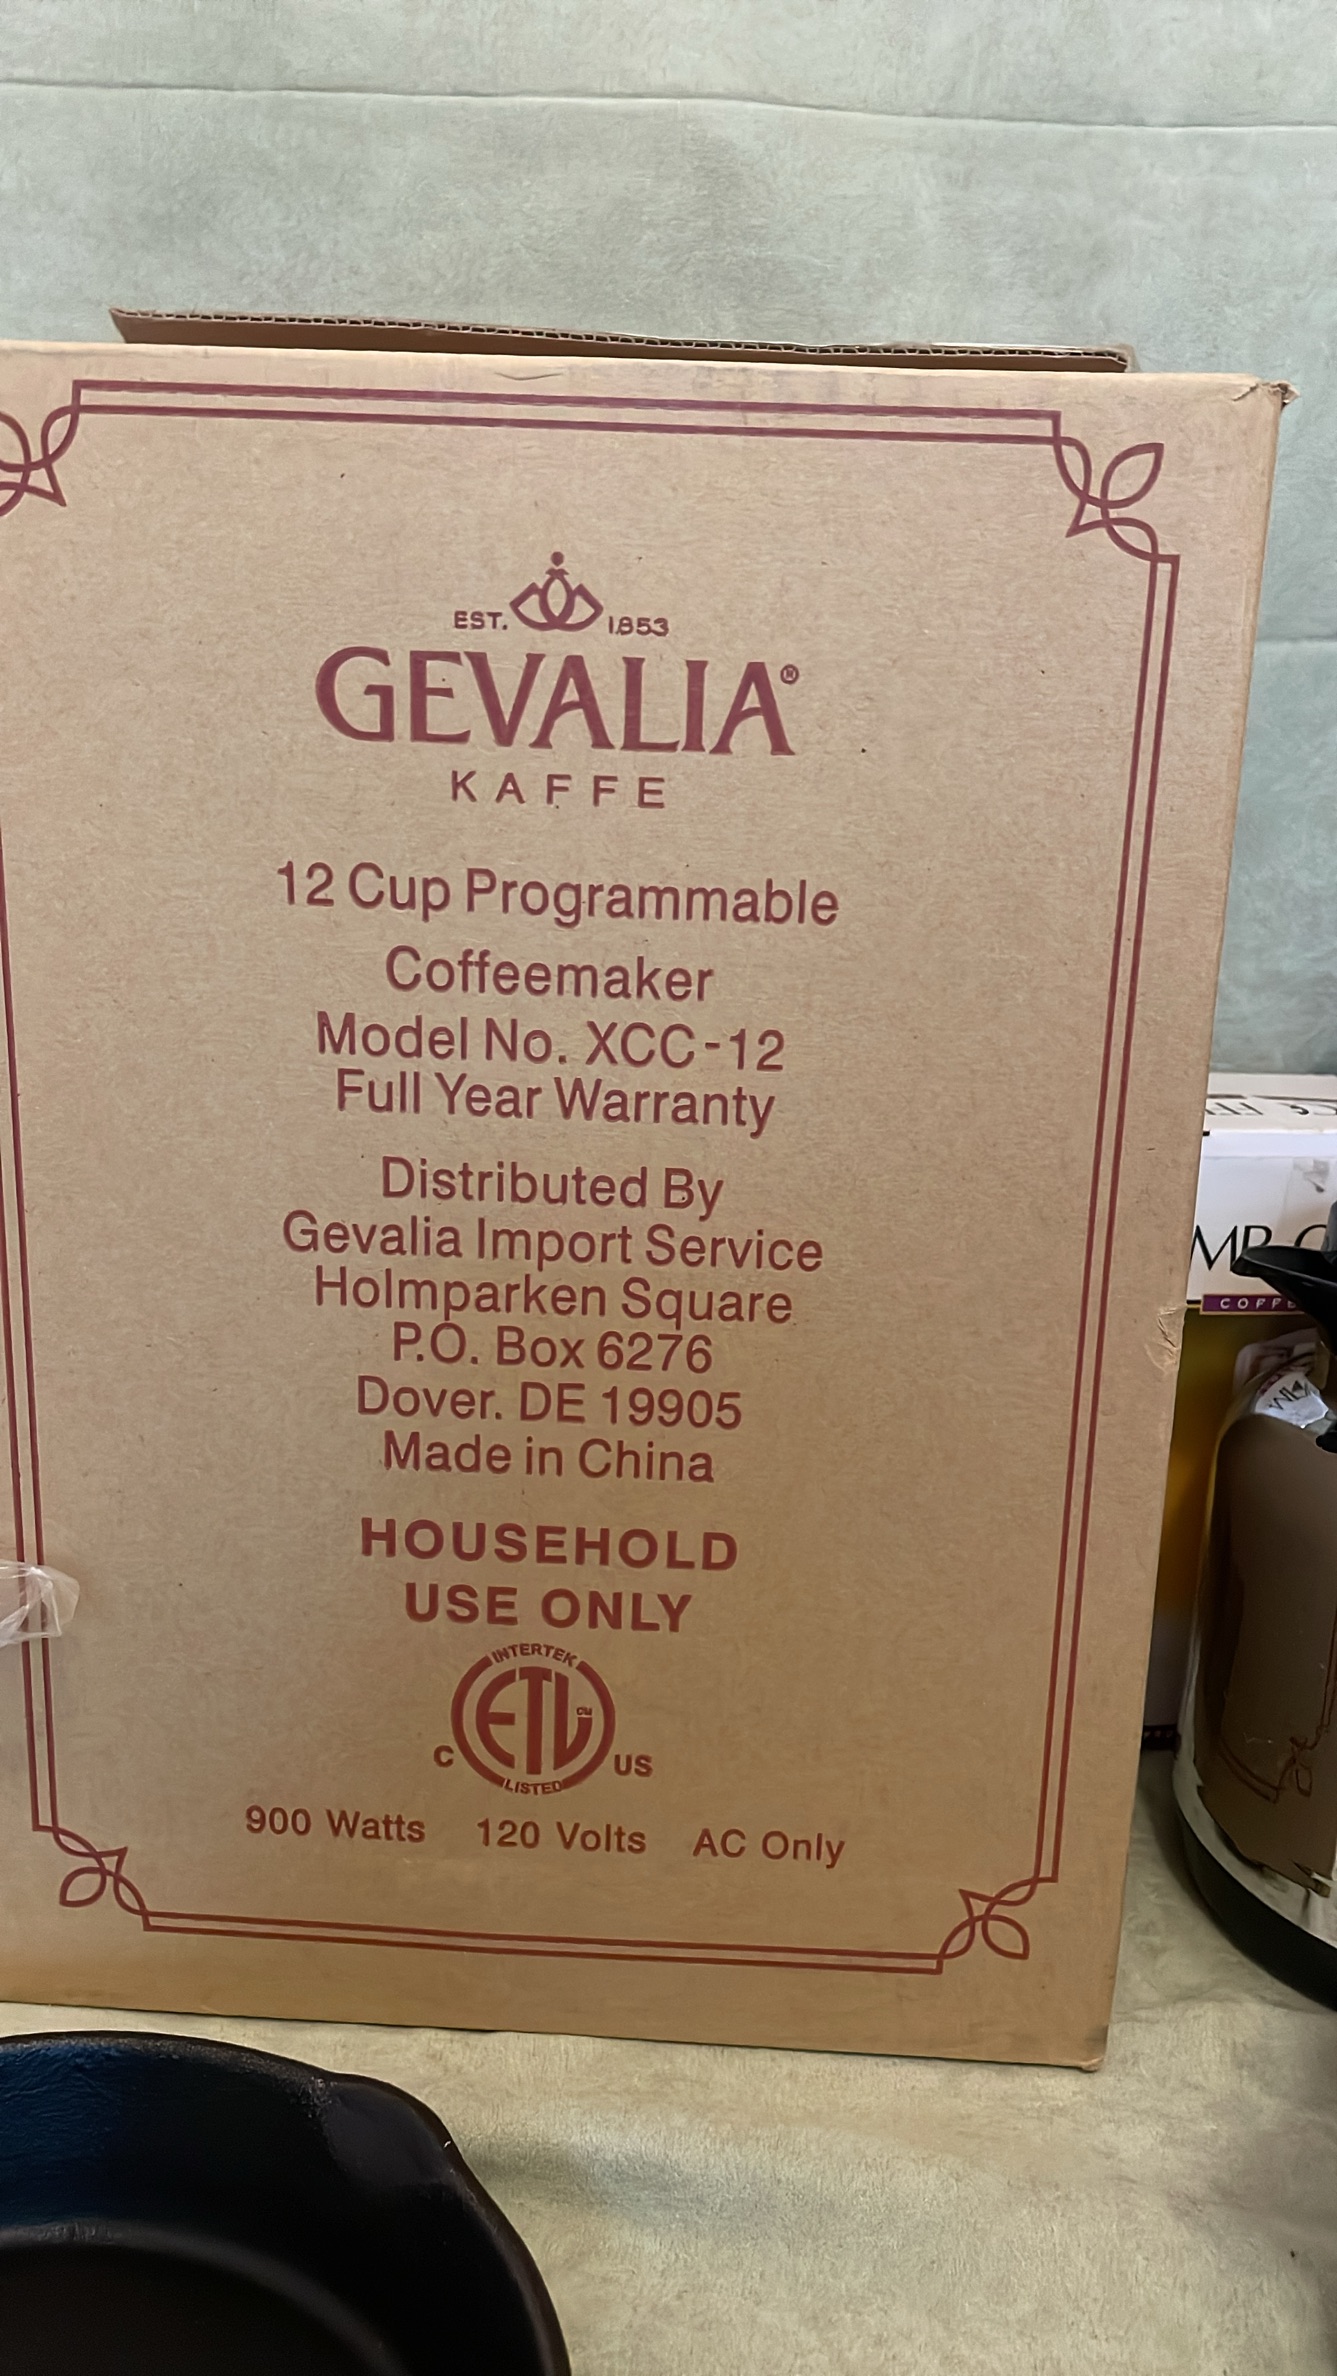 EST. 1853
GEVALIA®
KAFFE
12 Cup Programmable
Coffeemaker
Model No. XCC-12
Full Year Warranty
Distributed By
Gevalia Import Service
Holmparken Square
P.O. Box 6276
Dover. DE 19905
Made in China
HOUSEHOLD
USE ONLY
INTERTEK
ETL CM
C US
LISTED
900 Watts 120 Volts AC Only
MR